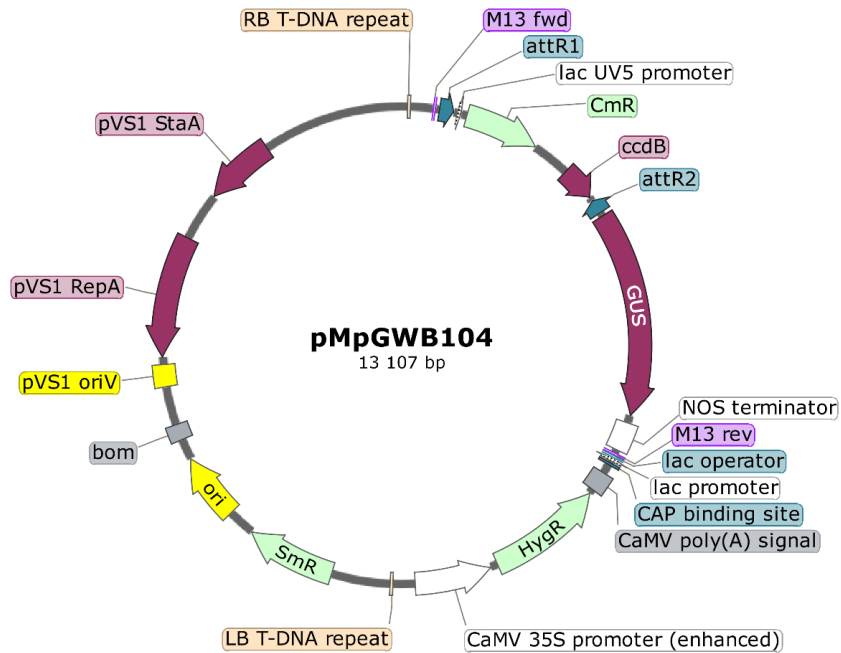 RB T-DNA repeat
M13 fwd
attR1
lac UV5 promoter
CmR
pVS1 StaA
ccdB
attR2
pVS1 RepA
GUS
pMpGWB104
13 107 bp
pVS1 oriV
NOS terminator
M13 rev
bom
lac operator
lac promoter
ori
CAP binding site
HygR
CaMV poly(A) signal
SmR
LB T-DNA repeat
CaMV 35S promoter (enhanced)